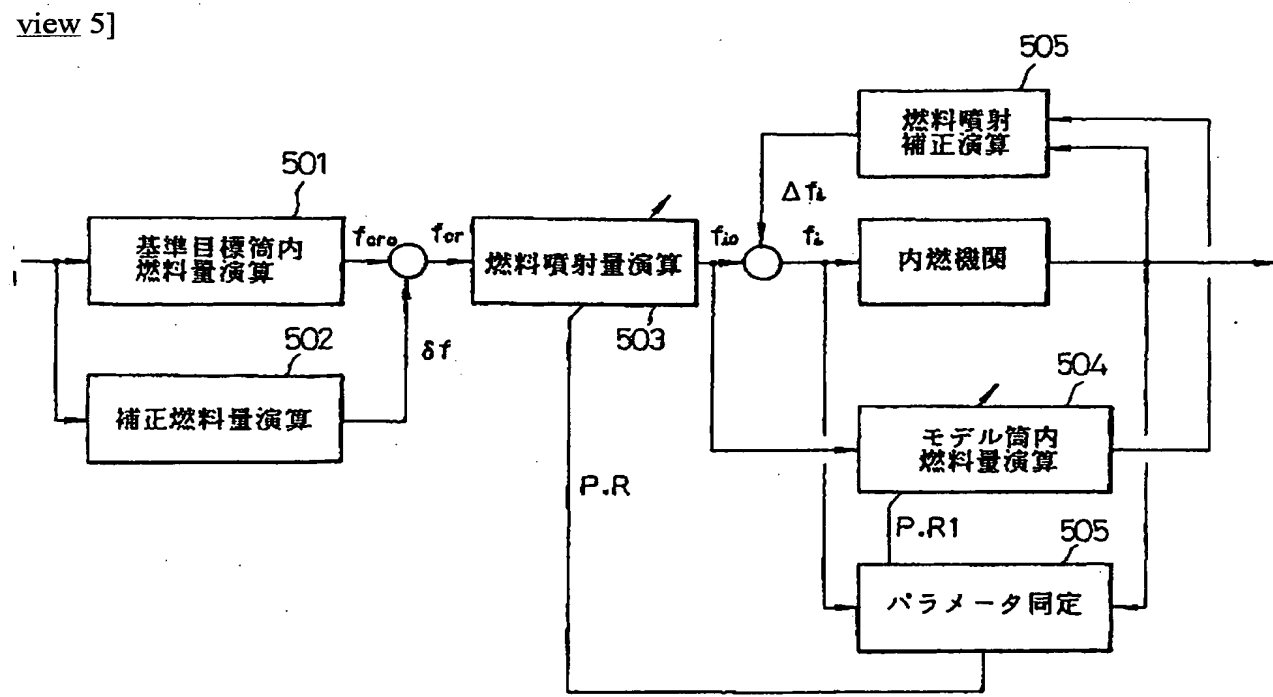 view 5]
505
燃料噴射
補正演算
501
Δfi
基準目標筒内
燃料量演算
fcro
fcr
燃料噴射量演算
fio
fi
内燃機関
503
502
δf
補正燃料量演算
504
モデル筒内
燃料量演算
P.R
P.R1
505
パラメータ同定